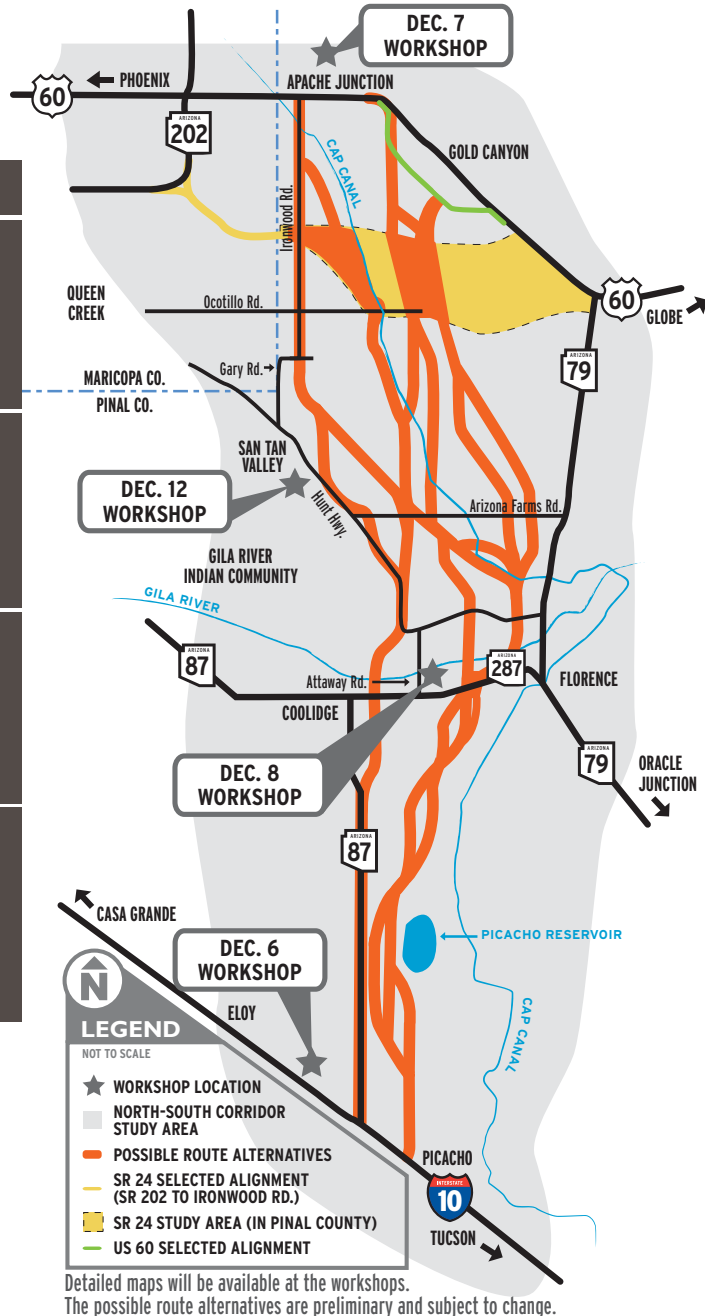 DEC. 7
WORKSHOP
PHOENIX
60
APACHE JUNCTION
ARIZONA
202
GOLD CANYON
CAP CANAL
Ironwood Rd.
QUEEN
CREEK
Ocotillo Rd.
60
GLOBE
Gary Rd.
ARIZONA
79
MARICOPA CO.
PINAL CO.
SAN TAN
VALLEY
DEC. 12
WORKSHOP
Hunt Hwy.
Arizona Farms Rd.
GILA RIVER
INDIAN COMMUNITY
GILA RIVER
ARIZONA
87
Attaway Rd.
ARIZONA
287
FLORENCE
COOLIDGE
DEC. 8
WORKSHOP
ARIZONA
79
ORACLE
JUNCTION
ARIZONA
87
CASA GRANDE
DEC. 6
WORKSHOP
PICACHO RESERVOIR
N
ELOY
CAP CANAL
LEGEND
NOT TO SCALE
WORKSHOP LOCATION
NORTH-SOUTH CORRIDOR
STUDY AREA
POSSIBLE ROUTE ALTERNATIVES
SR 24 SELECTED ALIGNMENT
(SR 202 TO IRONWOOD RD.)
SR 24 STUDY AREA (IN PINAL COUNTY)
US 60 SELECTED ALIGNMENT
PICACHO
INTERSTATE
10
TUCSON
Detailed maps will be available at the workshops.
The possible route alternatives are preliminary and subject to change.